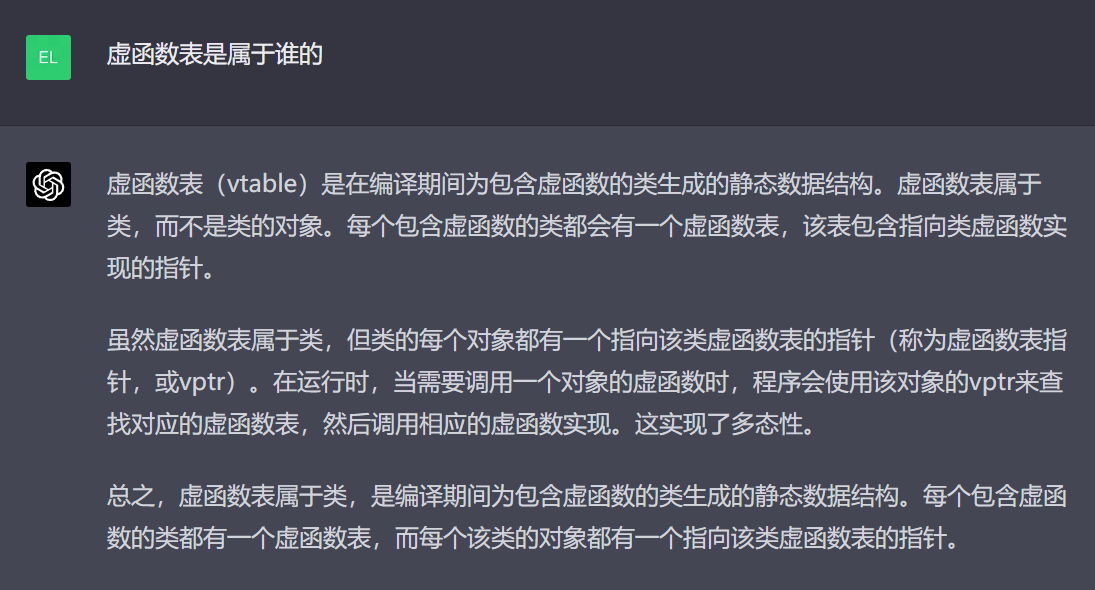 EL
虚函数表是属于谁的
虚函数表（vtable）是在编译期间为包含虚函数的类生成的静态数据结构。虚函数表属于
类，而不是类的对象。每个包含虚函数的类都会有一个虚函数表，该表包含指向类虚函数实
现的指针。
虽然虚函数表属于类，但类的每个对象都有一个指向该类虚函数表的指针（称为虚函数表指
针，或vptr）。在运行时，当需要调用一个对象的虚函数时，程序会使用该对象的vptr来查
找对应的虚函数表，然后调用相应的虚函数实现。这实现了多态性。
总之，虚函数表属于类，是编译期间为包含虚函数的类生成的静态数据结构。每个包含虚函
数的类都有一个虚函数表，而每个该类的对象都有一个指向该类虚函数表的指针。